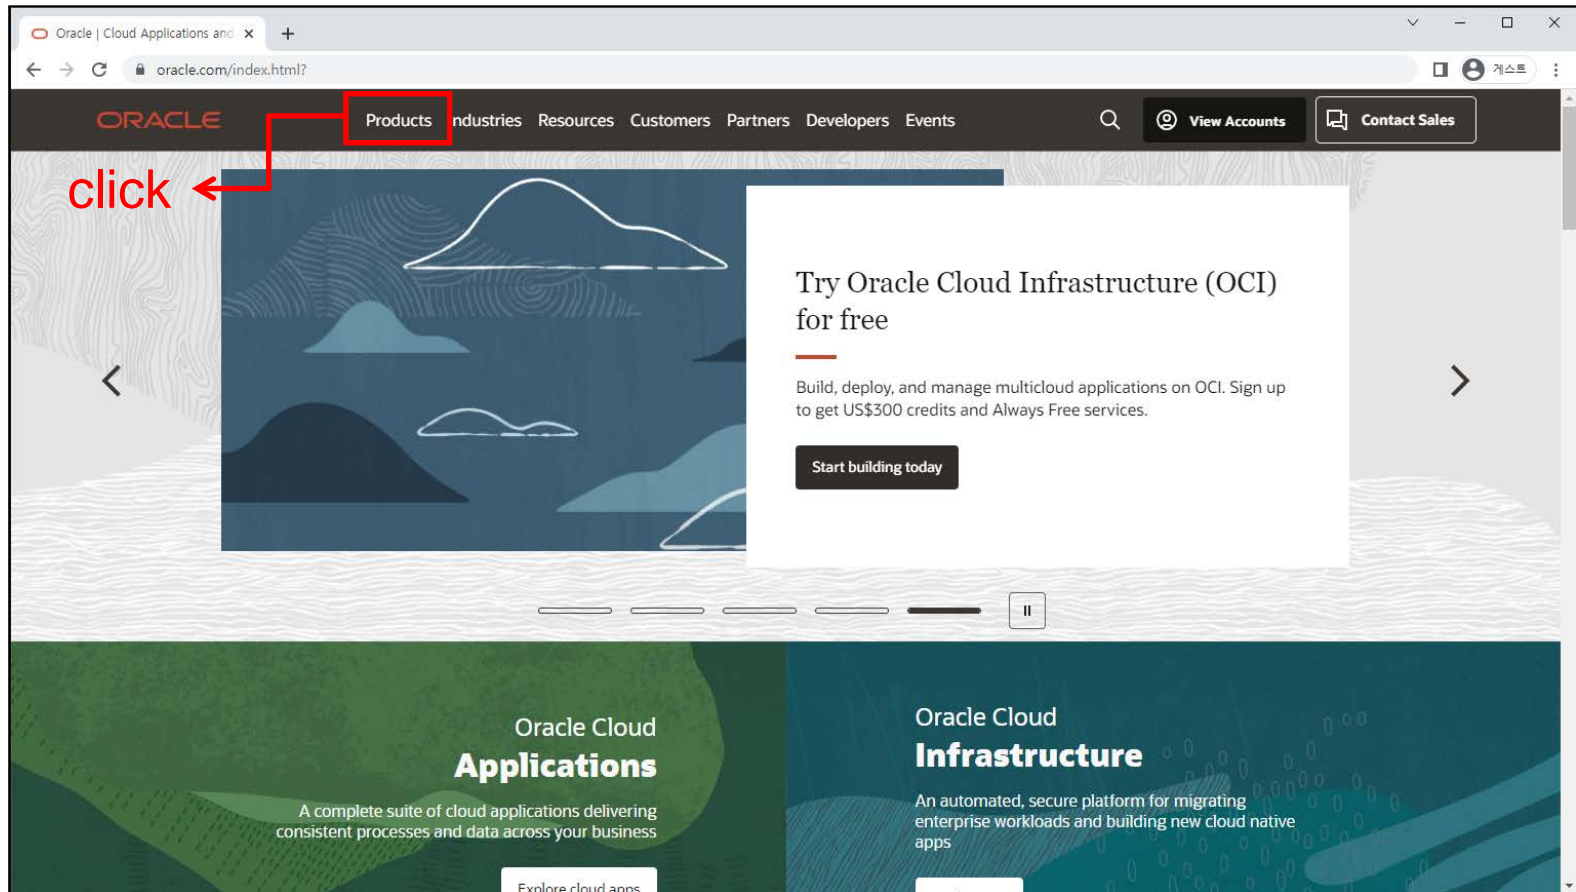 Oracle | Cloud Applications and
oracle.com/index.html?
게스트
ORACLE
Products Industries Resources Customers Partners Developers Events
View Accounts
Contact Sales
click
Try Oracle Cloud Infrastructure (OCI)
for free
Build, deploy, and manage multicloud applications on OCI. Sign up
to get US$300 credits and Always Free services.
Start building today
Oracle Cloud
Applications
A complete suite of cloud applications delivering
consistent processes and data across your business
Explore cloud apps
Oracle Cloud
Infrastructure
An automated, secure platform for migrating
enterprise workloads and building new cloud native
apps